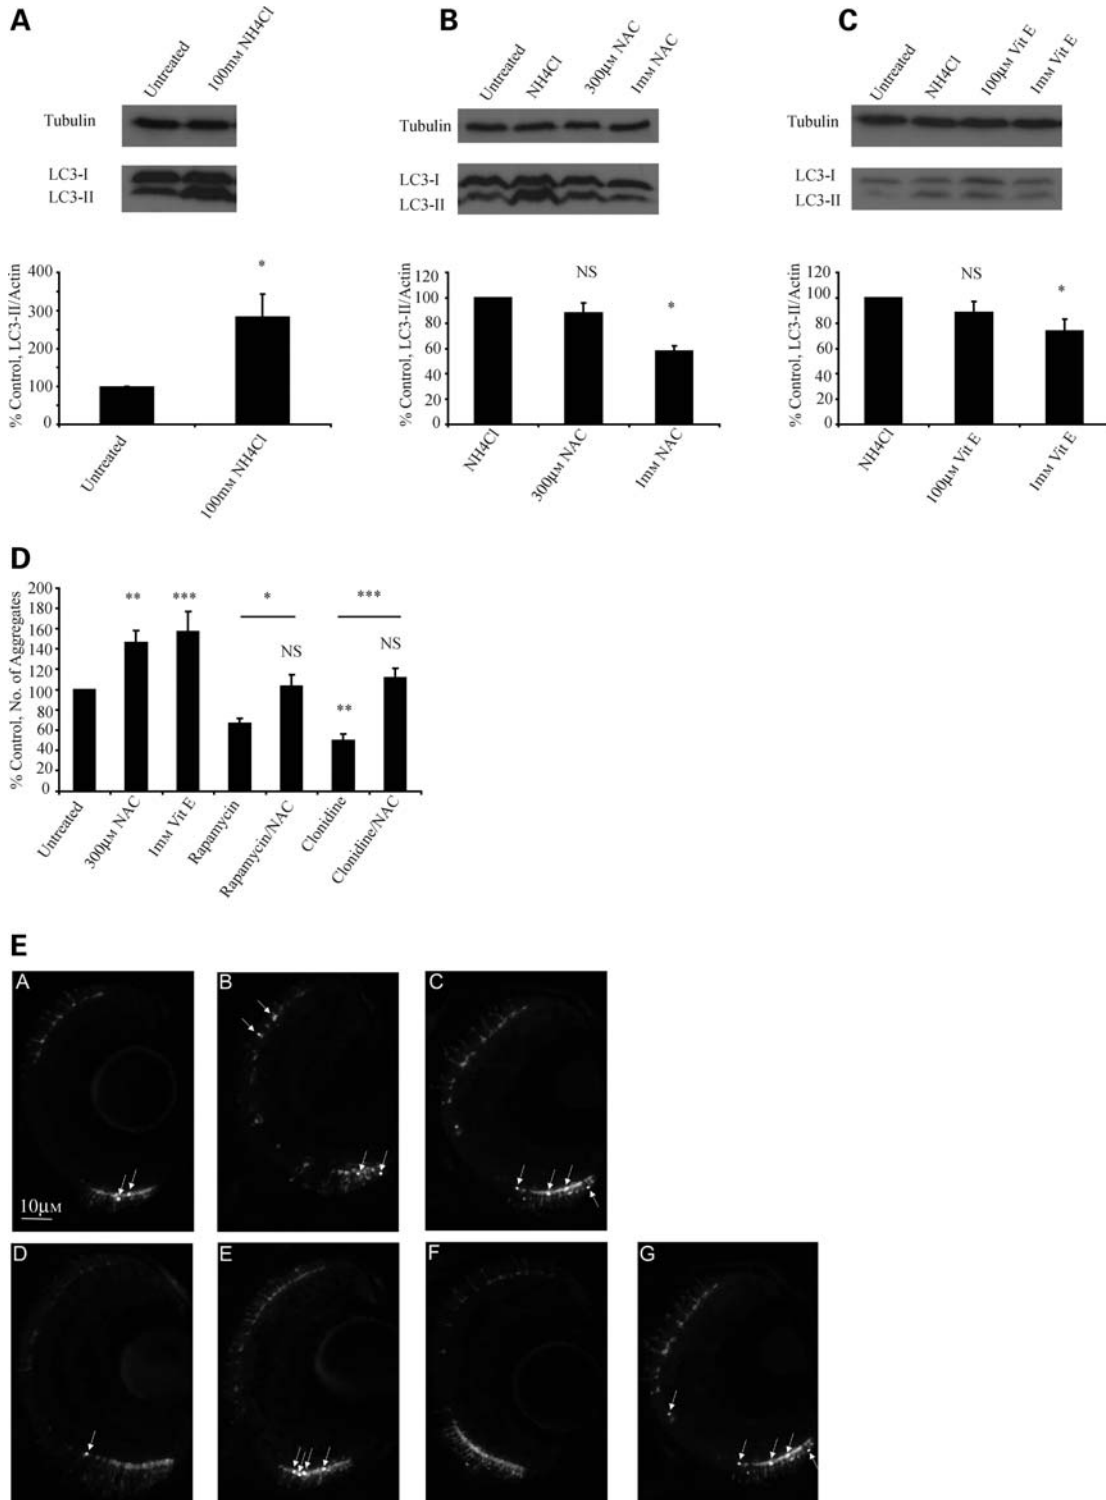 A
Untreated
100mM NH4Cl
Tubulin
LC3-I
LC3-II
% Control, LC3-II/Actin
400
300
200
100
0
*
Untreated
100mM NH4Cl
B
Untreated
NH4Cl
300μM NAC
1mM NAC
Tubulin
LC3-I
LC3-II
% Control, LC3-II/Actin
120
100
80
60
40
20
0
NS
*
NH4Cl
300μM NAC
1mM NAC
C
Untreated
NH4Cl
100μM Vit E
1mM Vit E
Tubulin
LC3-I
LC3-II
% Control, LC3-II/Actin
120
100
80
60
40
20
0
NS
*
NH4Cl
100μM Vit E
1mM Vit E
D
% Control, No. of Aggregates
200
180
160
140
120
100
80
60
40
20
0
**
***
*
NS
**
***
NS
Untreated
300μM NAC
1mM Vit E
Rapamycin
Rapamycin/NAC
Clonidine
Clonidine/NAC
E
A
10μM
B
C
D
E
F
G